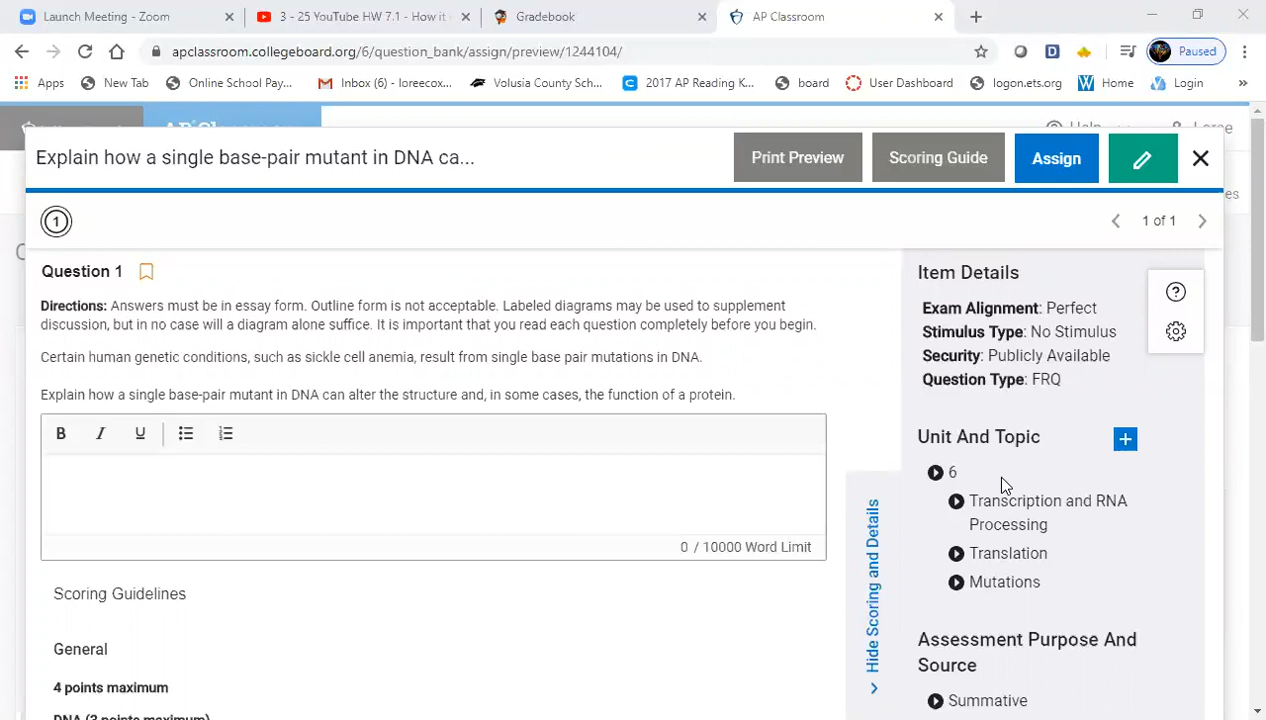 Launch Meeting - Zoom
3 - 25 YouTube HW 7.1 - How it
Gradebook
AP Classroom
apclassroom.collegeboard.org/6/question_bank/assign/preview/1244104/
Paused
Apps
New Tab
Online School Pay...
Inbox (6) - loreecox...
Volusia County Sch...
2017 AP Reading K...
board
User Dashboard
logon.ets.org
Home
Login
»
Help
Explain how a single base-pair mutant in DNA ca...
Print Preview
Scoring Guide
Assign
1
1 of 1
Question 1
Directions: Answers must be in essay form. Outline form is not acceptable. Labeled diagrams may be used to supplement
discussion, but in no case will a diagram alone suffice. It is important that you read each question completely before you begin.
Certain human genetic conditions, such as sickle cell anemia, result from single base pair mutations in DNA.
Explain how a single base-pair mutant in DNA can alter the structure and, in some cases, the function of a protein.
B I U
0 / 10000 Word Limit
Scoring Guidelines
General
4 points maximum
DNA (3 points maximum)
Hide Scoring and Details
Item Details
Exam Alignment: Perfect
Stimulus Type: No Stimulus
Security: Publicly Available
Question Type: FRQ
Unit And Topic
6
Transcription and RNA
Processing
Translation
Mutations
Assessment Purpose And
Source
Summative